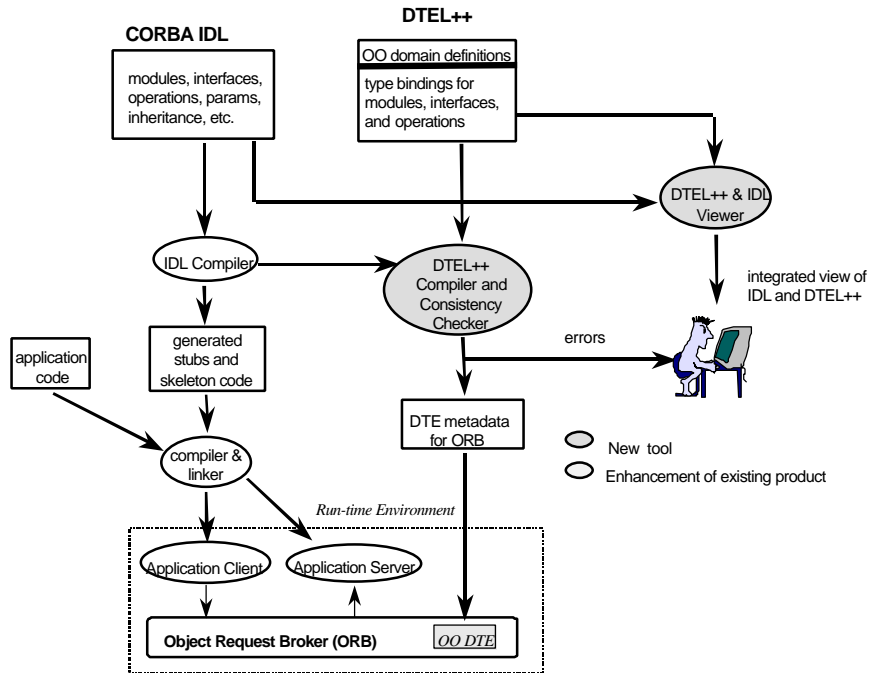 DTEL++
CORBA IDL
OO domain definitions
modules, interfaces,
operations, params,
inheritance, etc.
type bindings for
modules, interfaces,
and operations
DTEL++ & IDL
Viewer
IDL Compiler
DTEL++
Compiler and
Consistency
Checker
integrated view of
IDL and DTEL++
errors
application
code
generated
stubs and
skeleton code
DTE metadata
for ORB
New tool
Enhancement of existing product
compiler &
linker
Run-time Environment
Application Client
Application Server
Object Request Broker (ORB)
OO DTE